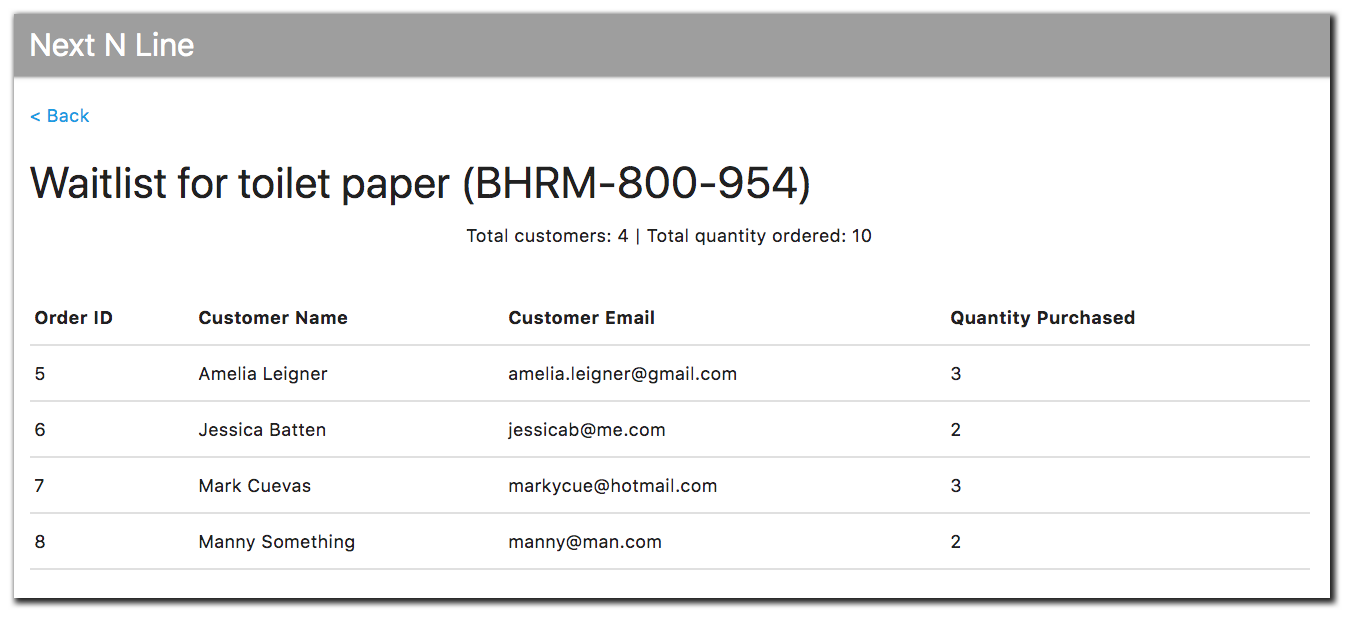 Next N Line
< Back
Waitlist for toilet paper (BHRM-800-954)
Total customers: 4 | Total quantity ordered: 10
Order ID Customer Name Customer Email Quantity Purchased
5 Amelia Leigner amelia.leigner@gmail.com 3
6 Jessica Batten jessicab@me.com 2
7 Mark Cuevas markycue@hotmail.com 3
8 Manny Something manny@man.com 2